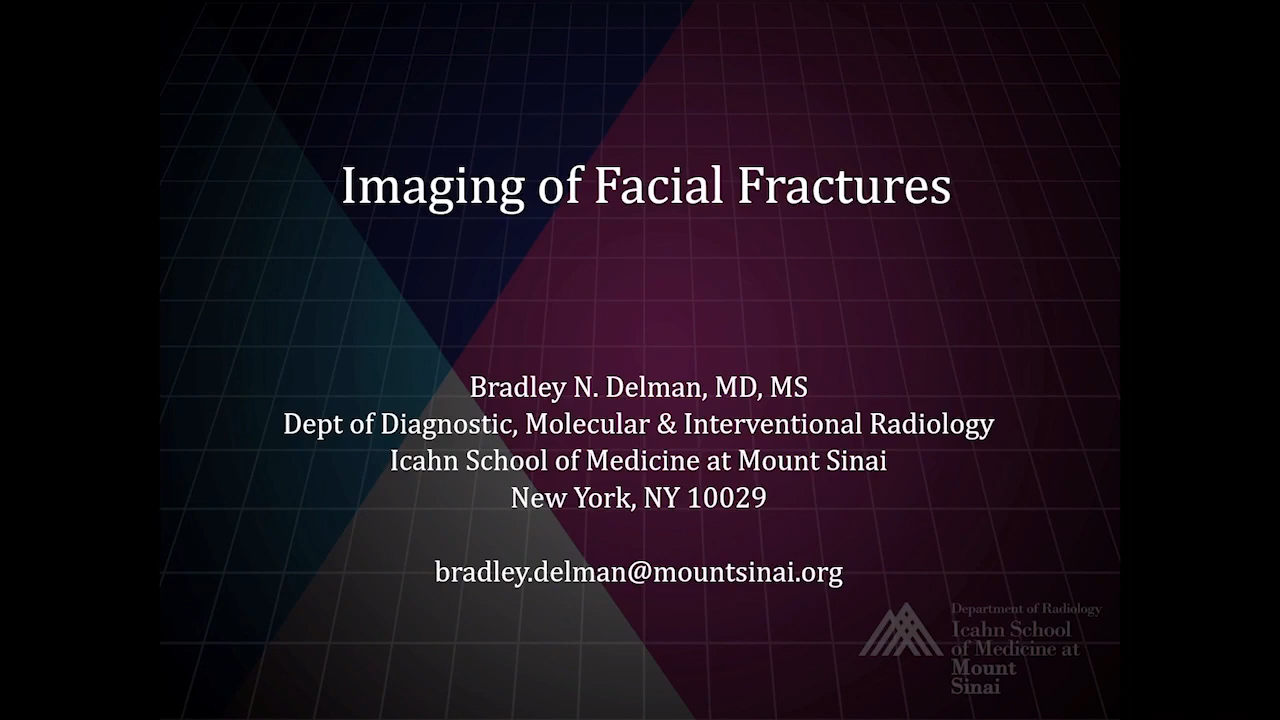 Imaging of Facial Fractures
Bradley N. Delman, MD, MS
Dept of Diagnostic, Molecular & Interventional Radiology
Icahn School of Medicine at Mount Sinai
New York, NY 10029
bradley.delman@mountsinai.org
Department of Radiology
Icahn School
of Medicine at
Mount
Sinai